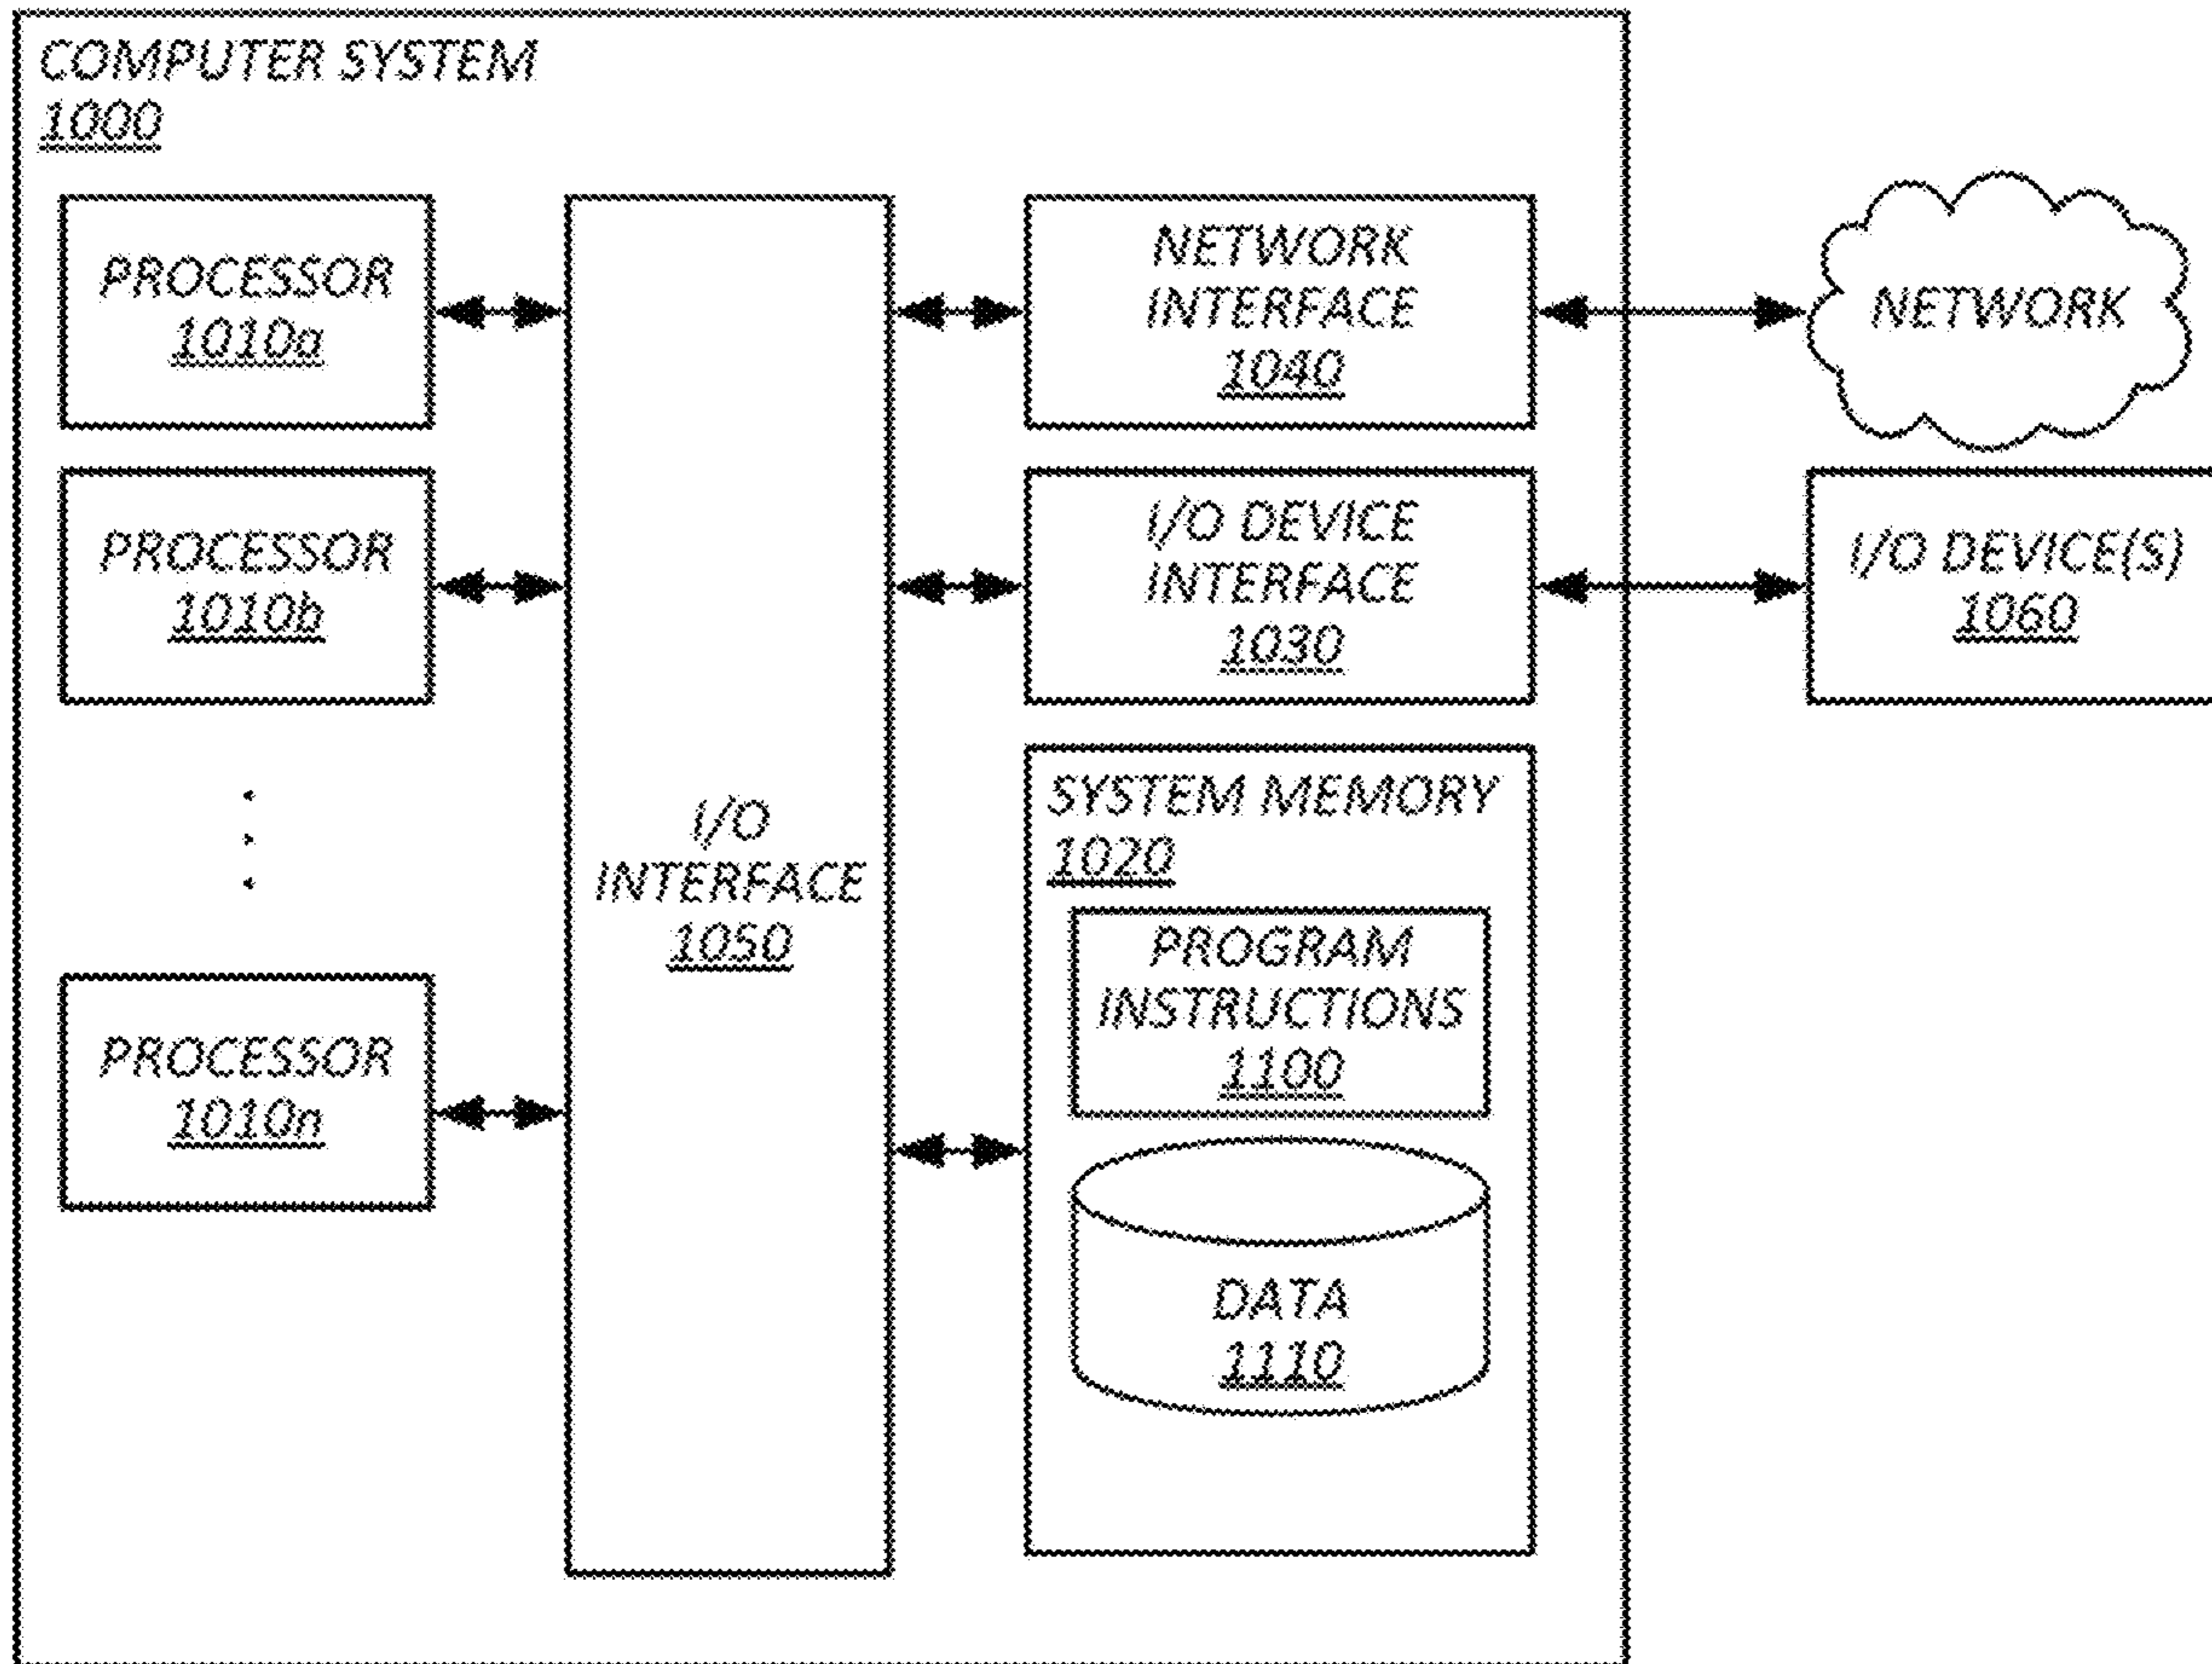 COMPUTER SYSTEM
1000
PROCESSOR
1010a
PROCESSOR
1010b
PROCESSOR
1010n
I/O
INTERFACE
1050
NETWORK
INTERFACE
1040
I/O DEVICE
INTERFACE
1030
SYSTEM MEMORY
1020
PROGRAM
INSTRUCTIONS
1100
DATA
1110
NETWORK
I/O DEVICE(S)
1060